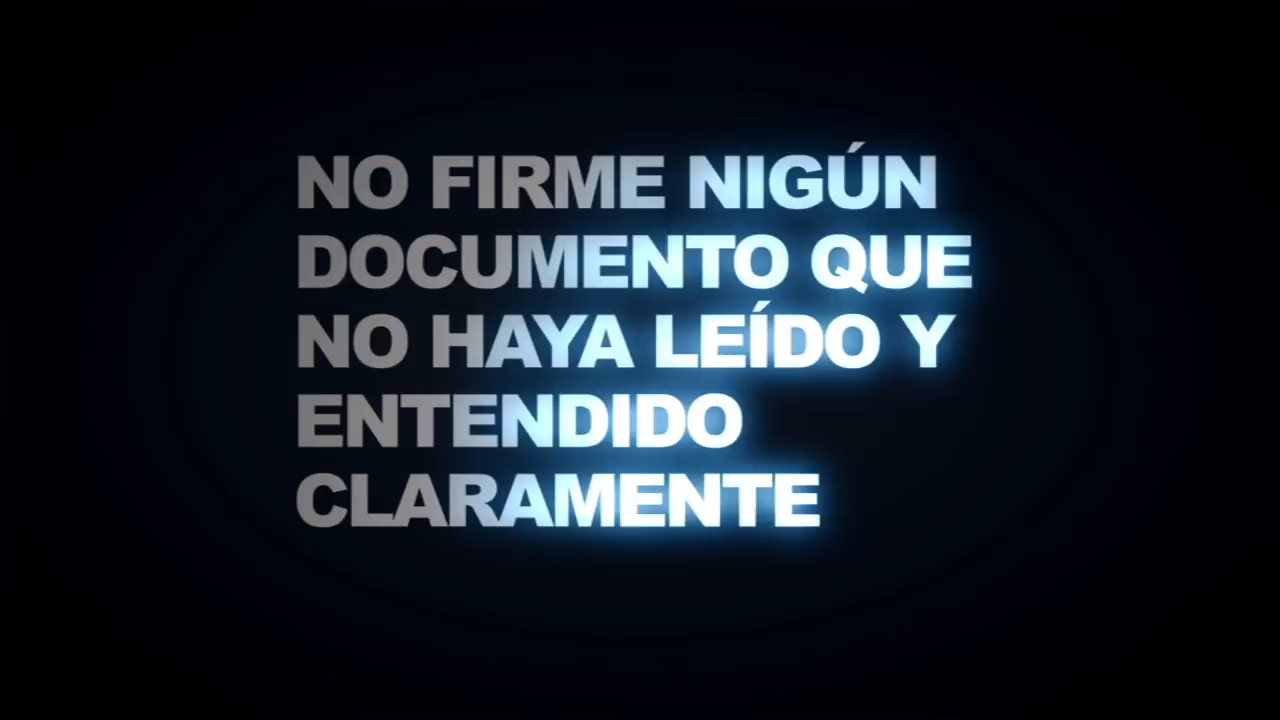 NO FIRME NIGÚN
DOCUMENTO QUE
NO HAYA LEÍDO Y
ENTENDIDO
CLARAMENTE